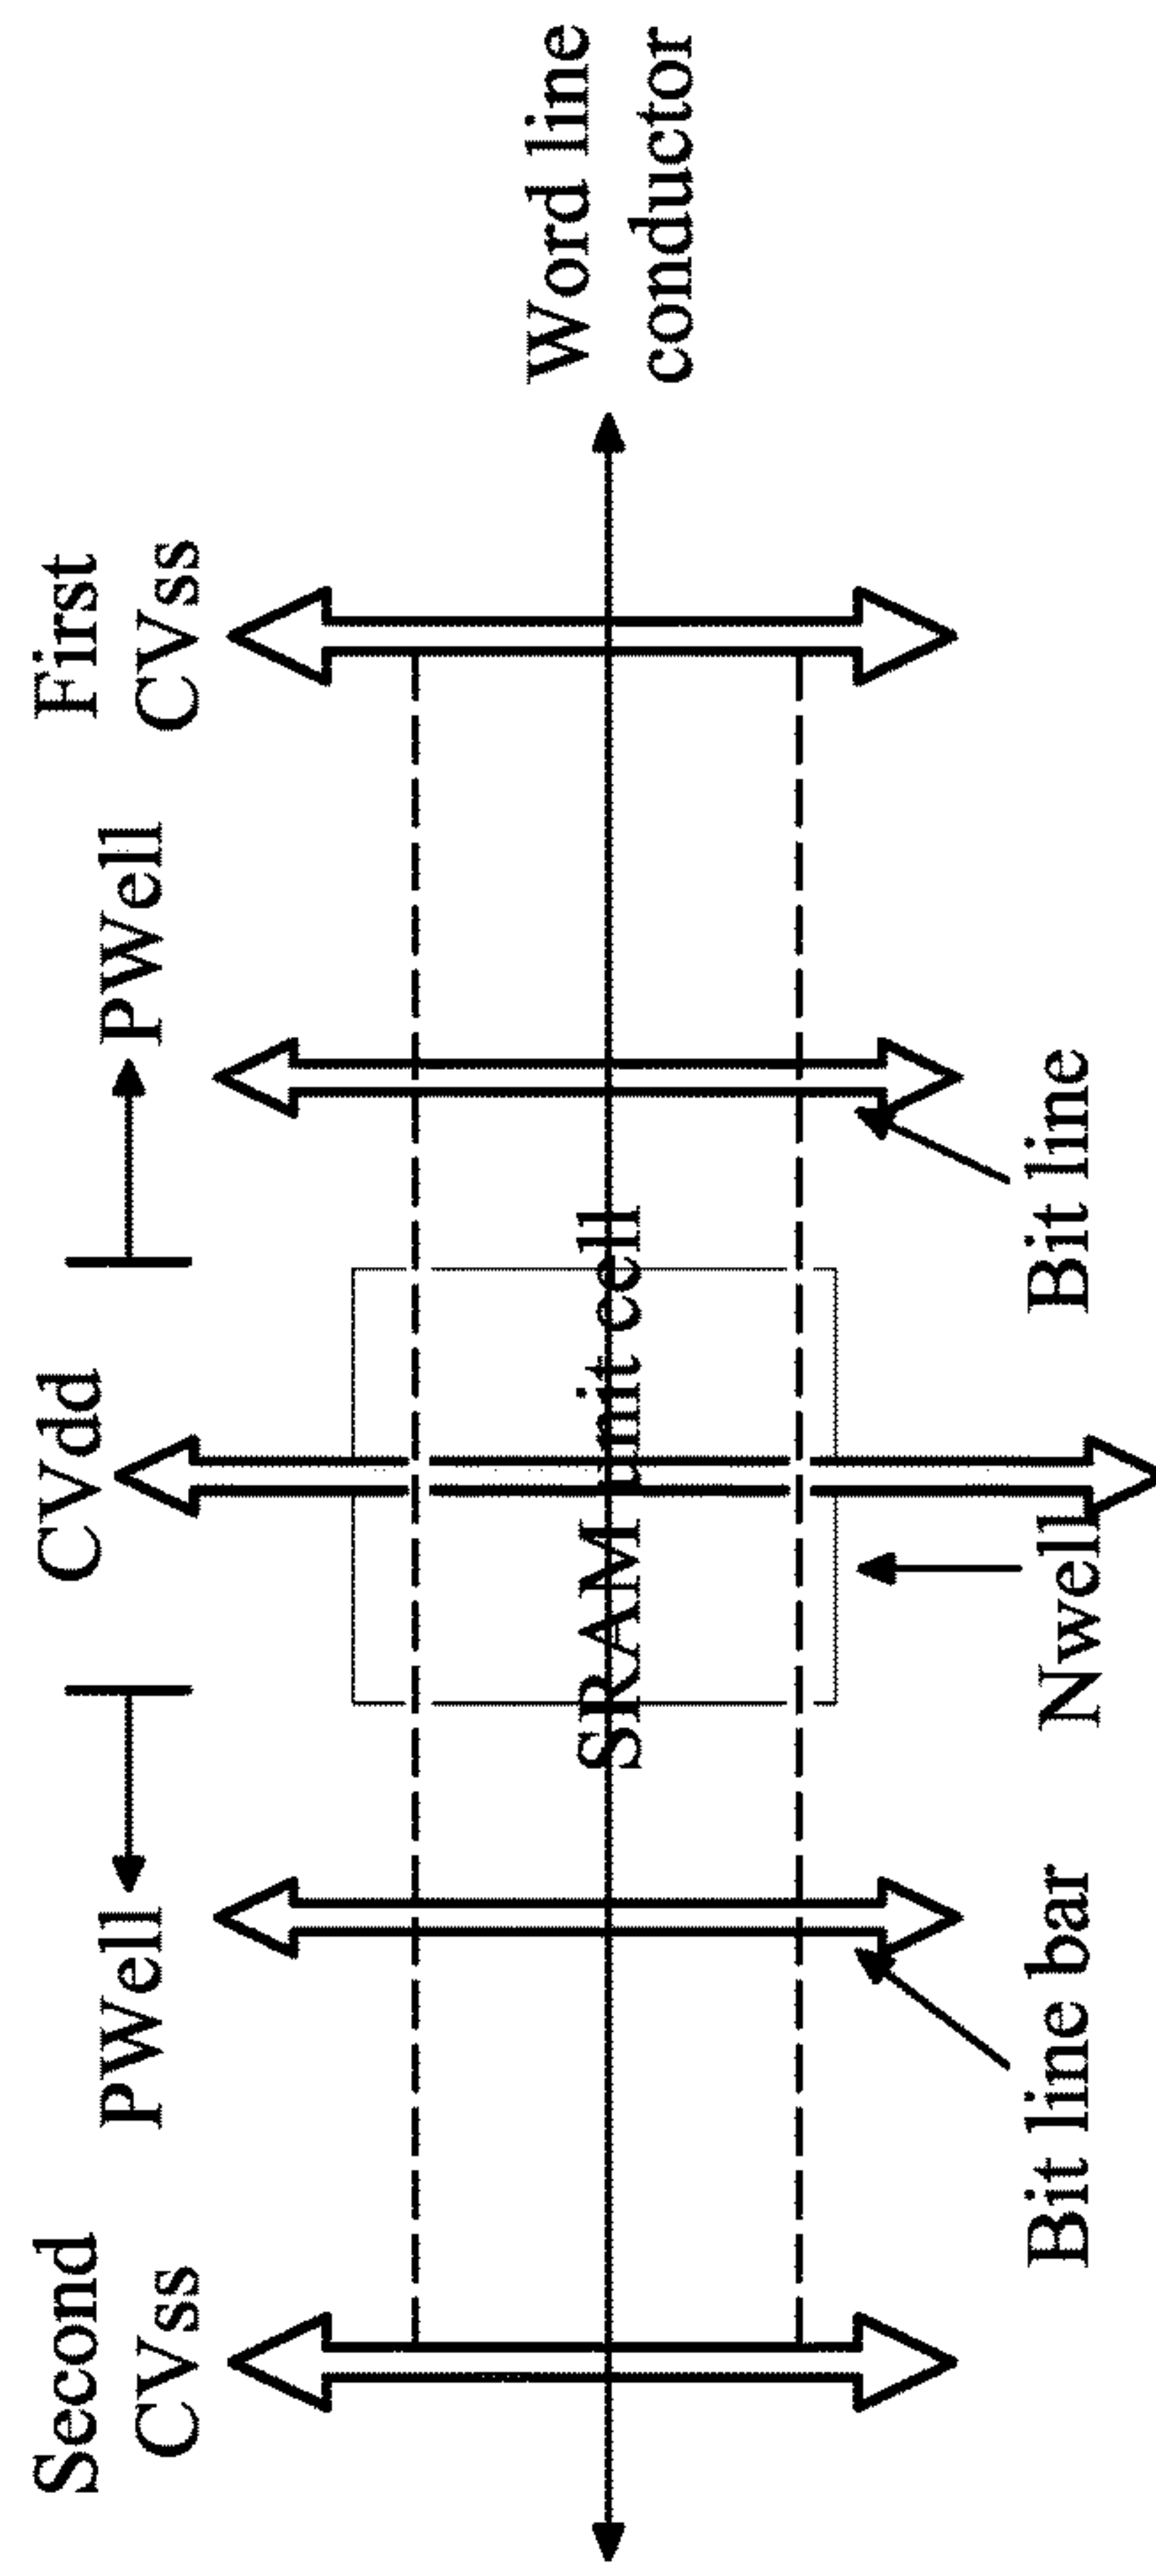 Second
CVss
PWell
CVdd
PWell
First
CVss
SRAM unit cell
Word line
conductor
Bit line bar
Nwell
Bit line